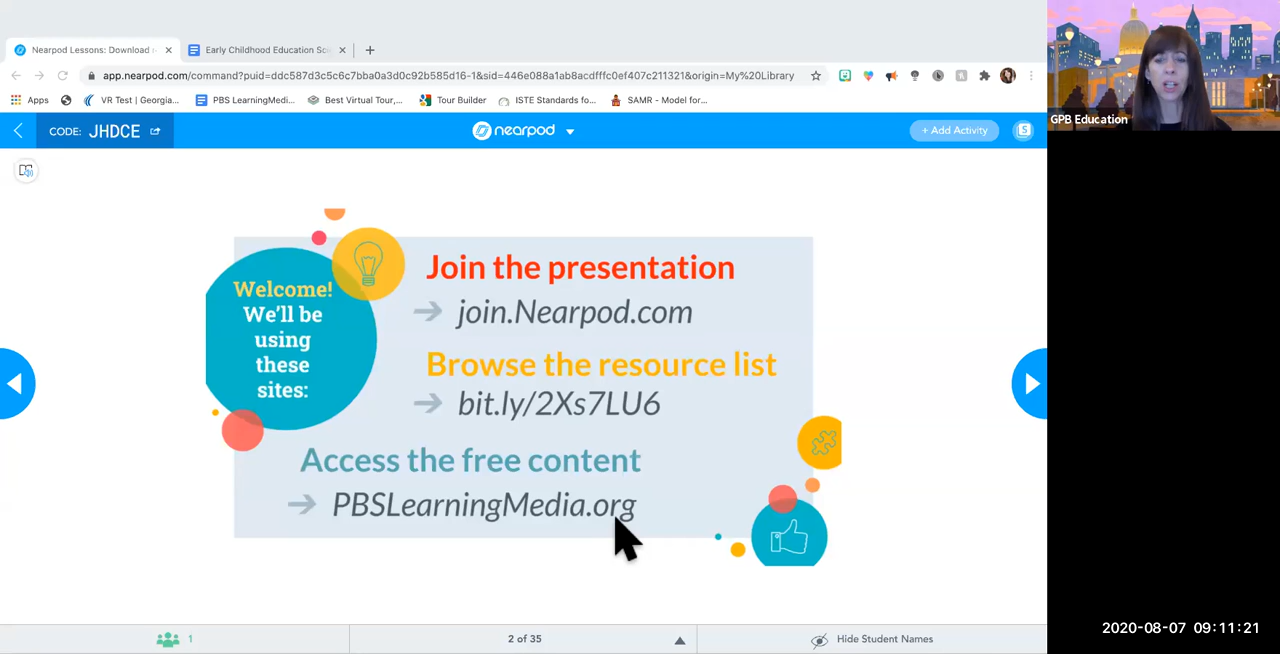 Nearpod Lessons: Download
Early Childhood Education Sci
app.nearpod.com/command?puid=ddc587d3c5c6c7bba0a3d0c92b585d16-1&sid=446e088a1ab8acdfffc0ef407c211321&origin=My%20Library
Apps
VR Test | Georgia...
PBS LearningMedi...
Best Virtual Tour,...
Tour Builder
ISTE Standards fo...
SAMR - Model for...
CODE: JHDCE
nearpod
+ Add Activity
S
GPB Education
Welcome!
We'll be
using
these
sites:
Join the presentation
join.Nearpod.com
Browse the resource list
bit.ly/2Xs7LU6
Access the free content
PBSLearningMedia.org
1
2 of 35
Hide Student Names
2020-08-07 09:11:21